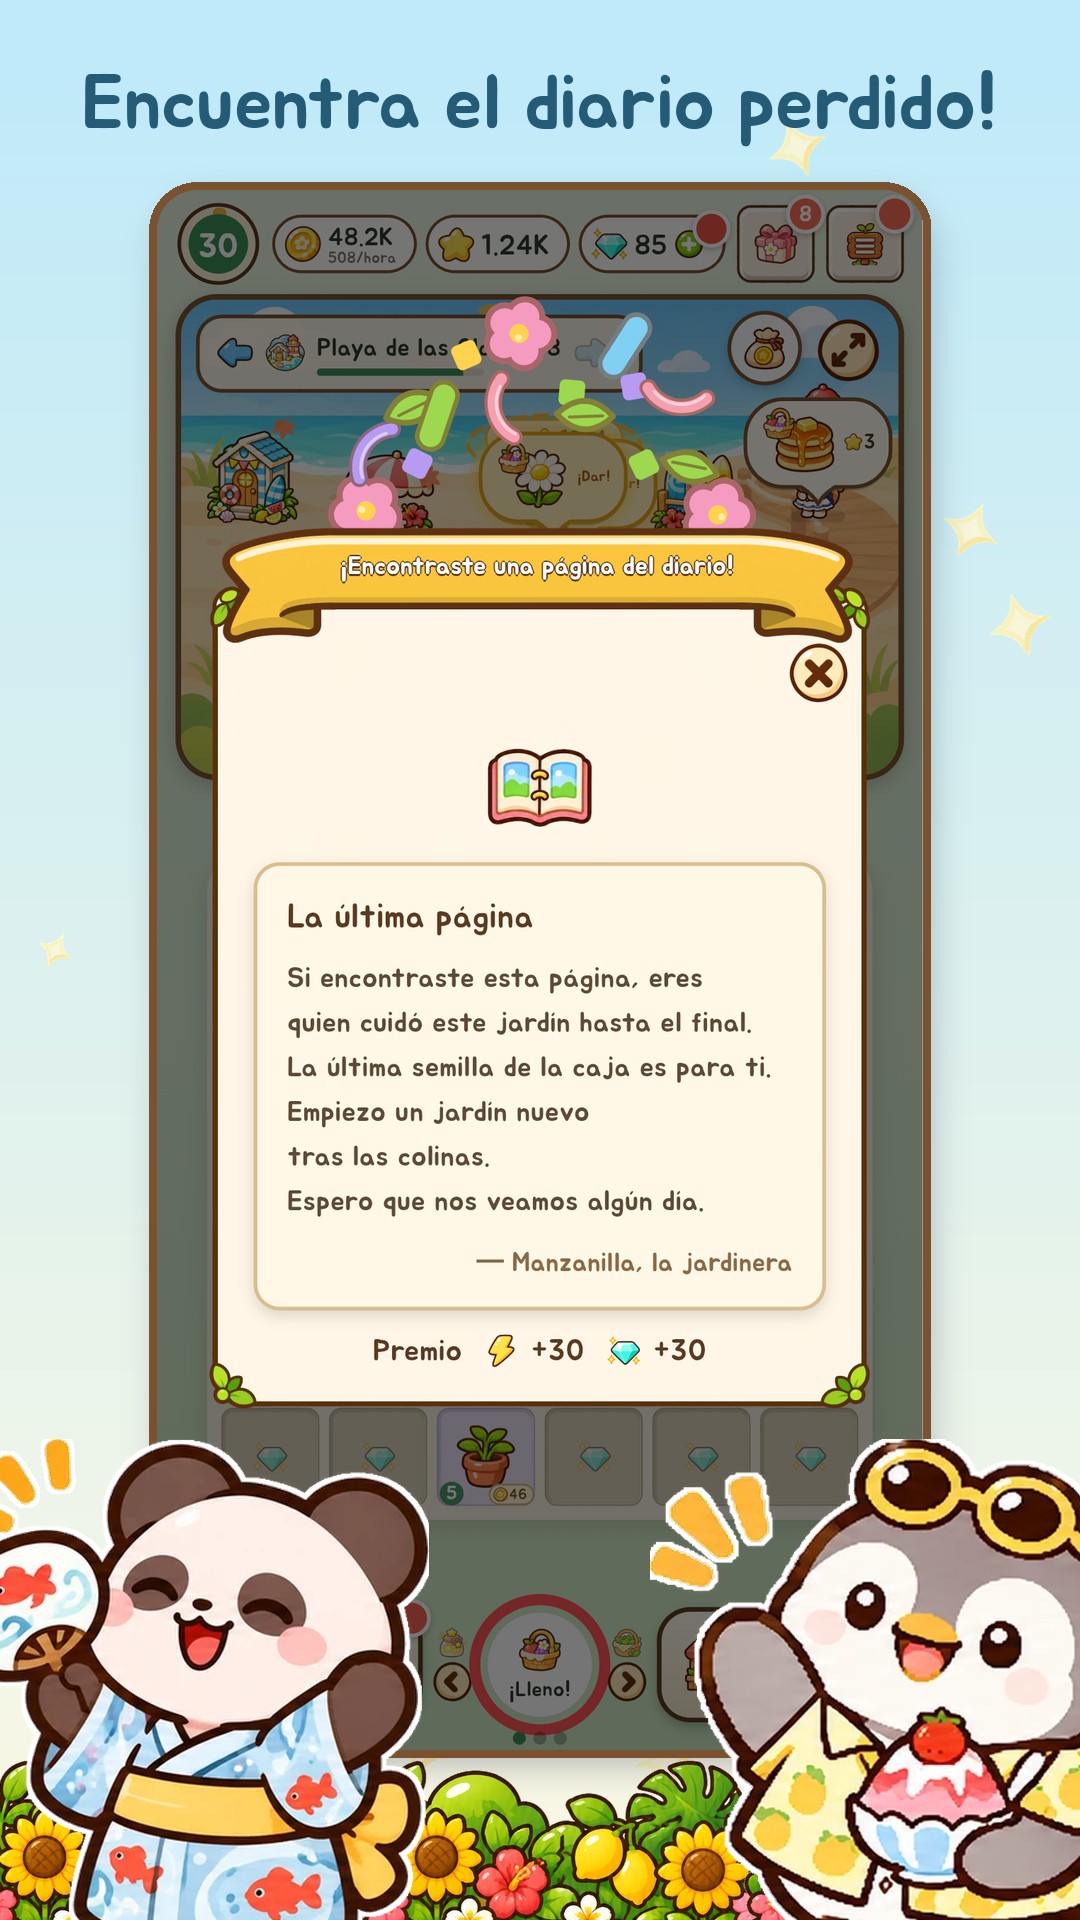 Encuentra el diario perdido!
30
48.2K
508/hora
1.24K
85
8
Playa de las
3
3
¡Dar!
¡Encontraste una página del diario!
La última página
Si encontraste esta página, eres
quien cuidó este jardín hasta el final.
La última semilla de la caja es para ti.
Empiezo un jardín nuevo
tras las colinas.
Espero que nos veamos algún día.
— Manzanilla, la jardinera
Premio +30 +30
5
46
¡Lleno!